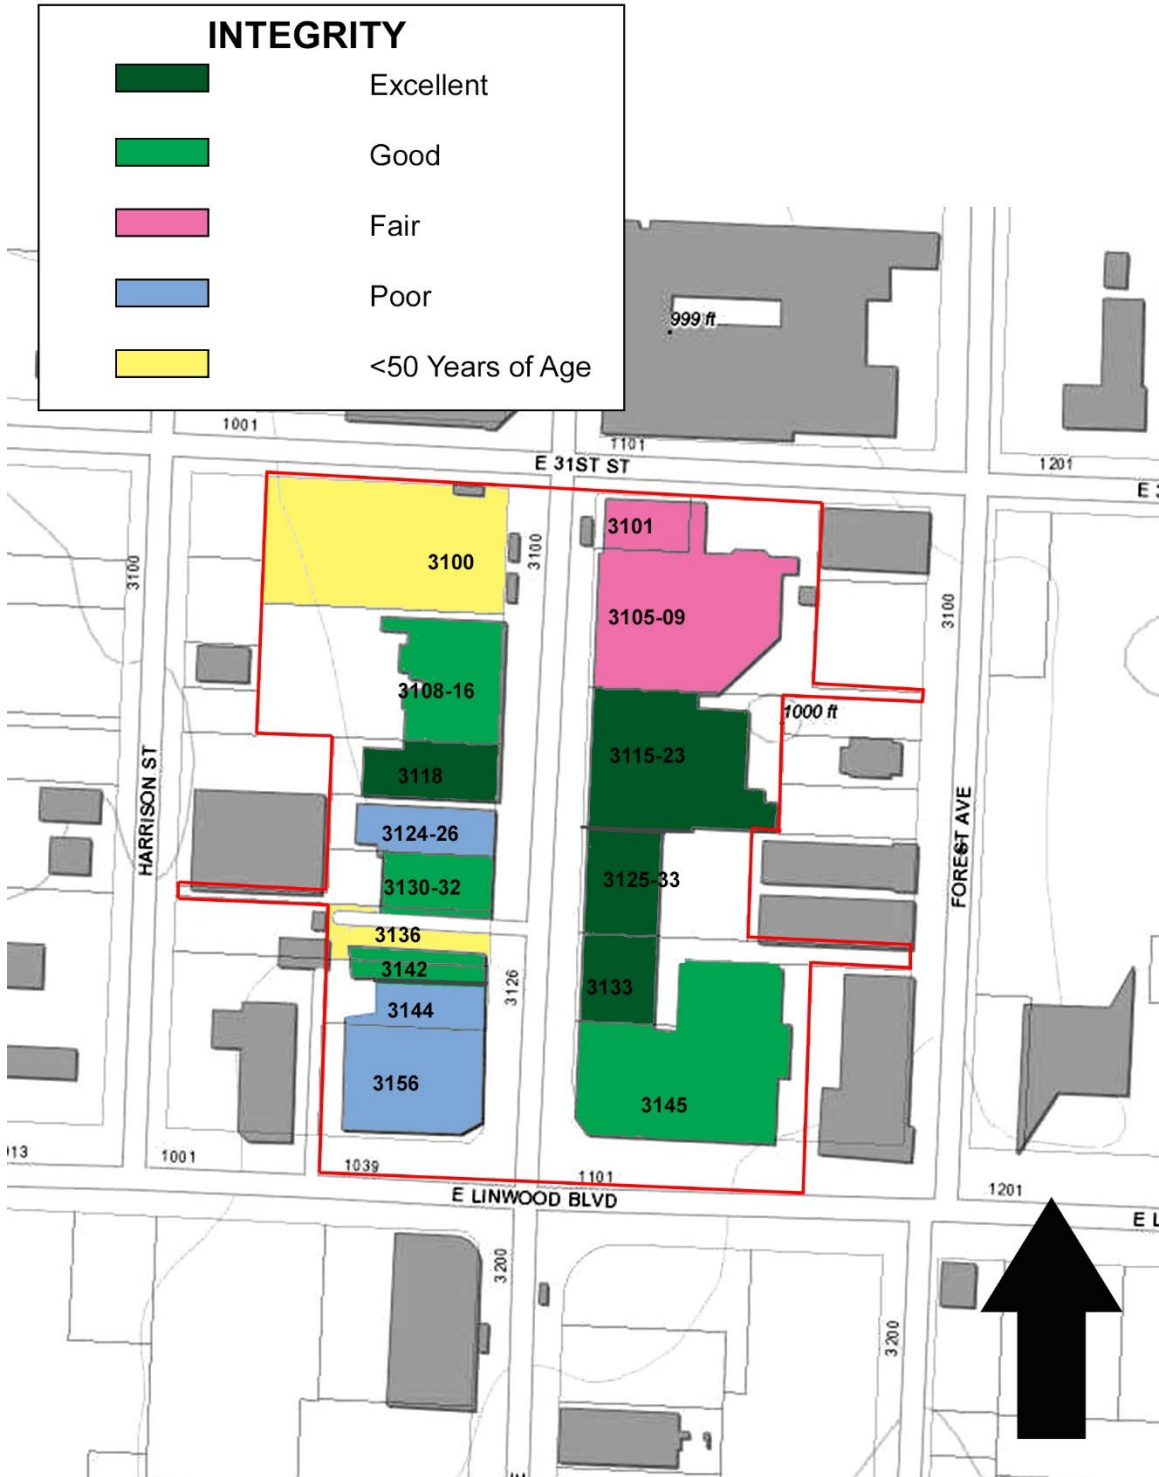 INTEGRITY
Excellent
Good
Fair
Poor
<50 Years of Age
999 ft
1001
1101
E 31ST ST
1201
3100
3100
3100
3100
3101
3105-09
3108-16
1000 ft
3115-23
3118
HARRISON ST
FOREST AVE
3124-26
3125-33
3130-32
3136
3142
3126
3133
3144
3156
3145
1001
1039
1101
E LINWOOD BLVD
1201
E L
3200
3200